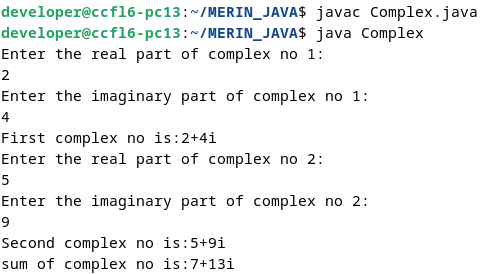 developer@ccfl6-pc13:~/MERIN_JAVA$ javac Complex.java
developer@ccfl6-pc13:~/MERIN_JAVA$ java Complex
Enter the real part of complex no 1:
2
Enter the imaginary part of complex no 1:
4
First complex no is:2+4i
Enter the real part of complex no 2:
5
Enter the imaginary part of complex no 2:
9
Second complex no is:5+9i
sum of complex no is:7+13i